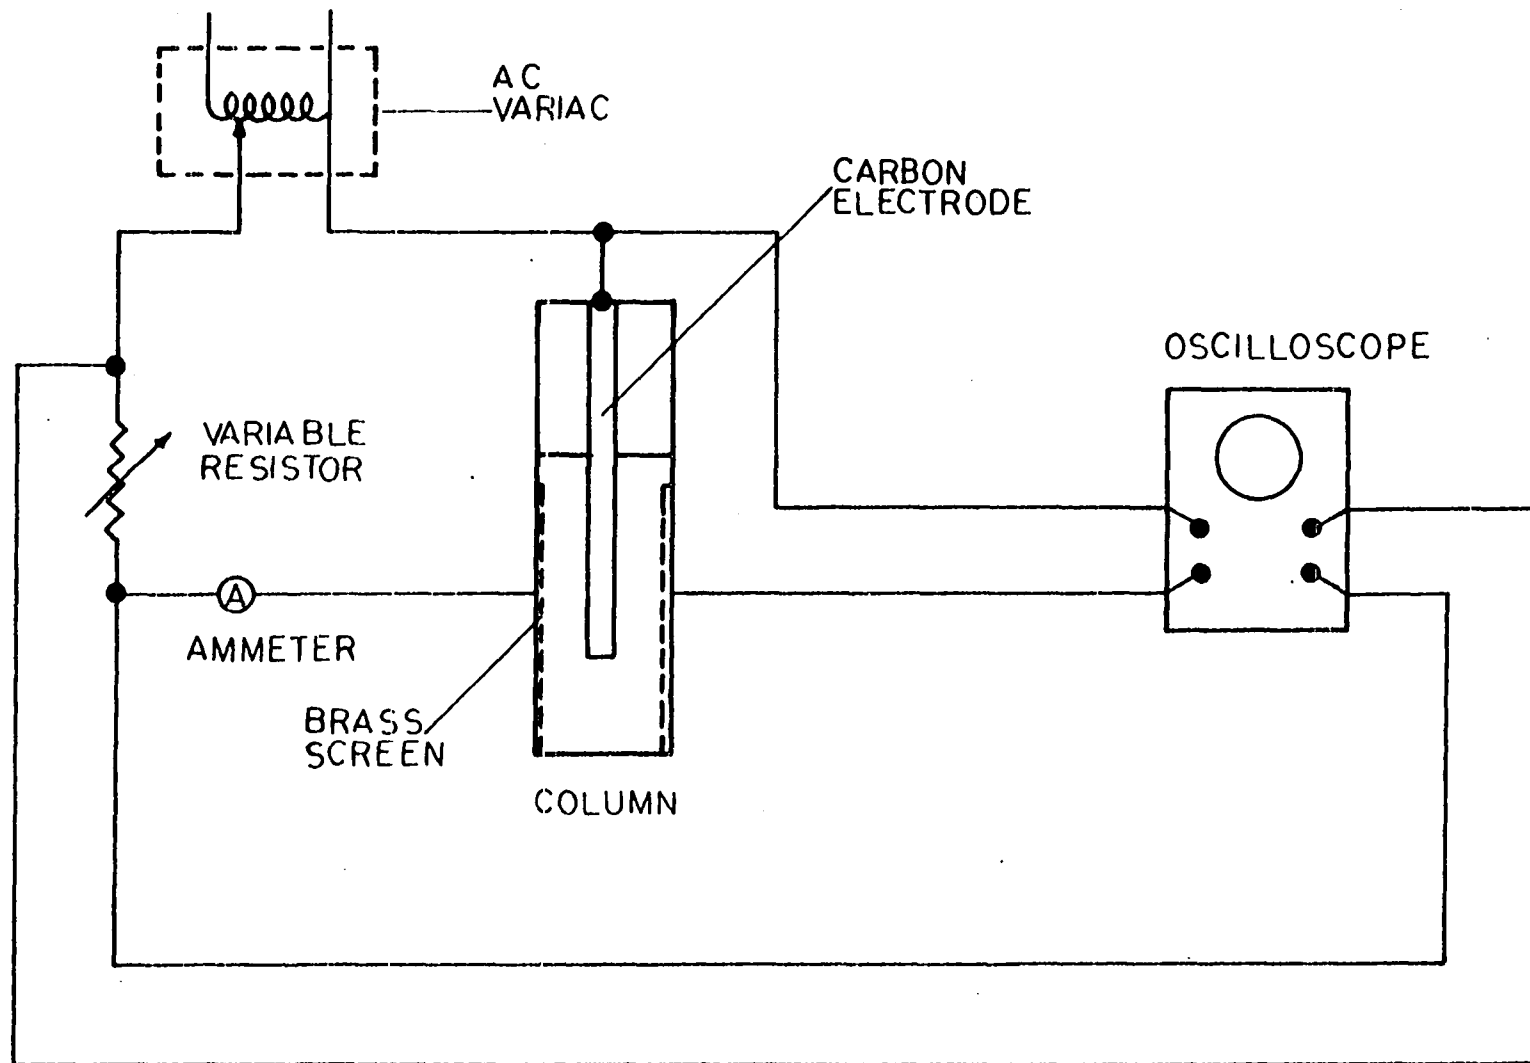 AC
VARIAC
CARBON
ELECTRODE
OSCILLOSCOPE
VARIABLE
RESISTOR
A
AMMETER
BRASS
SCREEN
COLUMN